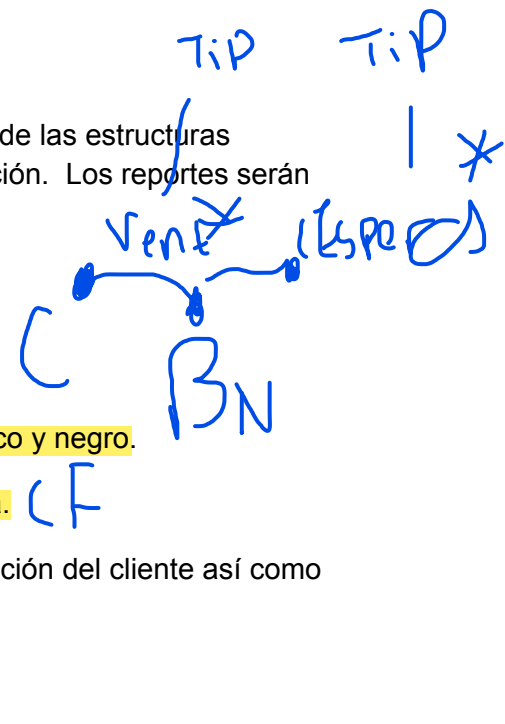 TiP TiP
de las estructuras
ción. Los reportes serán
Vent Espera
C
BN
co y negro.
CF
ción del cliente así como